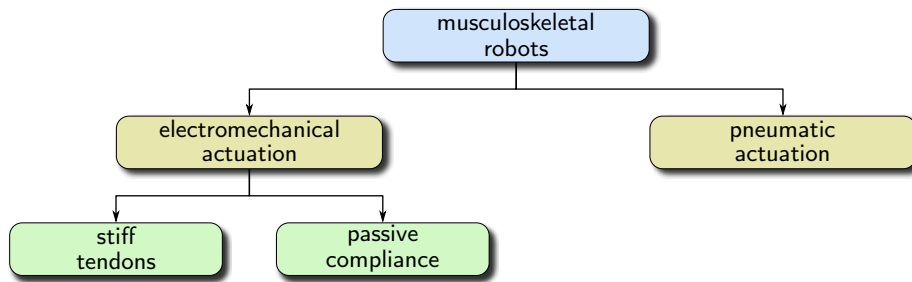 musculoskeletal
robots
electromechanical
actuation
pneumatic
actuation
stiff
tendons
passive
compliance